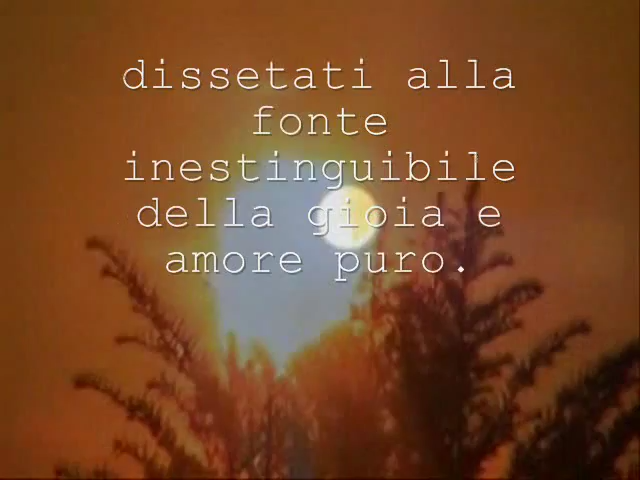 dissetati alla
fonte
inestinguibile
della gioia e
amore puro.